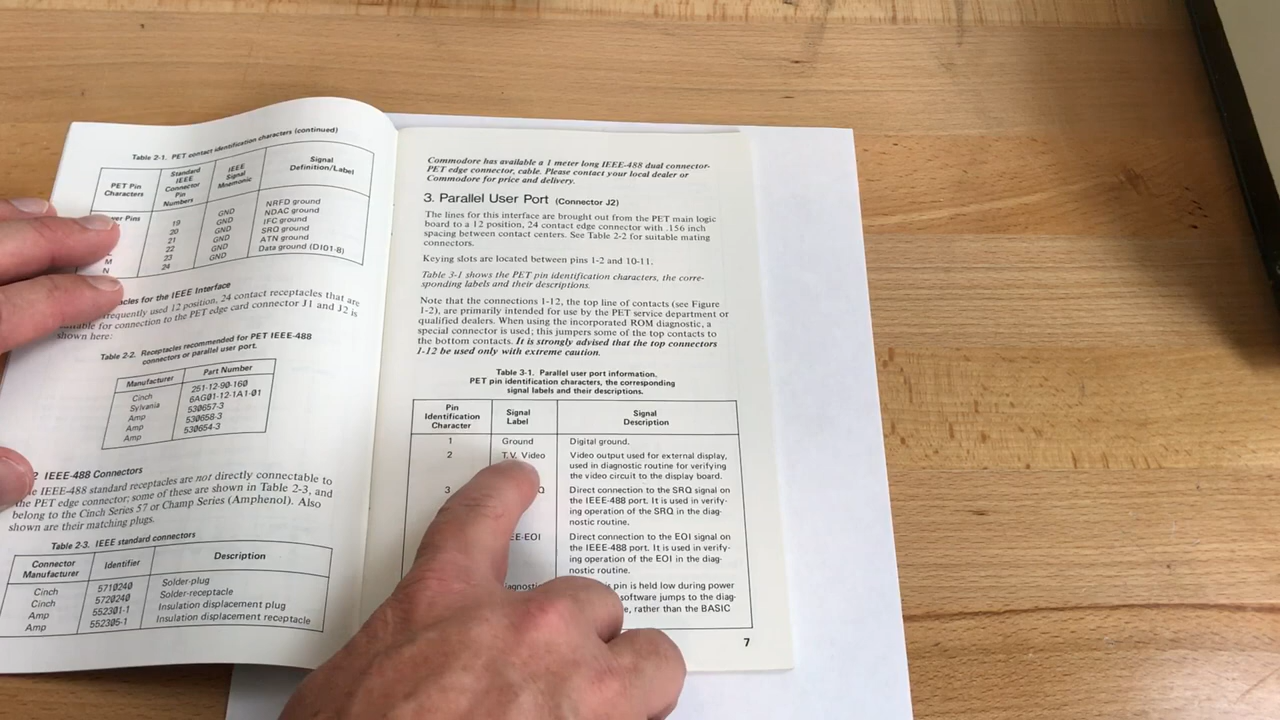 Table 2-1. PET contact identification characters (continued)
PET Pin
Characters
Standard
IEEE
Connector
Pin
Numbers
IEEE
Signal
Mnemonic
Signal
Definition/Label
Pins
19 GND NRFD ground
20 GND NDAC ground
21 GND IFC ground
22 GND SRQ ground
M 23 GND ATN ground
N 24 GND Data ground (DI01-8)
for the IEEE Interface
frequently used 12 position, 24 contact receptacles that are
for connection to the PET edge card connector J1 and J2 is
shown here:
Table 2-2. Receptacles recommended for PET IEEE-488
connectors or parallel user port.
Manufacturer Part Number
Cinch 251-12-90-160
Sylvania 6AG01-12-1A1-01
Amp 530657-3
Amp 530658-3
Amp 530654-3
IEEE-488 Connectors
IEEE-488 standard receptacles are not directly connectable to
the PET edge connector; some of these are shown in Table 2-3, and
belong to the Cinch Series 57 or Champ Series (Amphenol). Also
shown are their matching plugs.
Table 2-3. IEEE standard connectors
Connector
Manufacturer
Identifier
Description
Cinch 5710240 Solder-plug
Cinch 5720240 Solder-receptacle
Amp 552301-1 Insulation displacement plug
Amp 552305-1 Insulation displacement receptacle
Commodore has available a 1 meter long IEEE-488 dual connector-
PET edge connector, cable. Please contact your local dealer or
Commodore for price and delivery.
3. Parallel User Port (Connector J2)
The lines for this interface are brought out from the PET main logic
board to a 12 position, 24 contact edge connector with .156 inch
spacing between contact centers. See Table 2-2 for suitable mating
connectors.
Keying slots are located between pins 1-2 and 10-11.
Table 3-1 shows the PET pin identification characters, the corre-
sponding labels and their descriptions.
Note that the connections 1-12, the top line of contacts (see Figure
1-2), are primarily intended for use by the PET service department or
qualified dealers. When using the incorporated ROM diagnostic, a
special connector is used; this jumpers some of the top contacts to
the bottom contacts. It is strongly advised that the top connectors
1-12 be used only with extreme caution.
Table 3-1. Parallel user port information.
PET pin identification characters, the corresponding
signal labels and their descriptions.
Pin
Identification
Character
Signal
Label
Signal
Description
1 Ground Digital ground.
2 T.V. Video Video output used for external display,
used in diagnostic routine for verifying
the video circuit to the display board.
3 Direct connection to the SRQ signal on
the IEEE-488 port. It is used in verify-
ing operation of the SRQ in the diag-
nostic routine.
Direct connection to the EOI signal on
the IEEE-488 port. It is used in verify-
ing operation of the EOI in the diag-
nostic routine.
pin is held low during power
software jumps to the diag-
rather than the BASIC
7